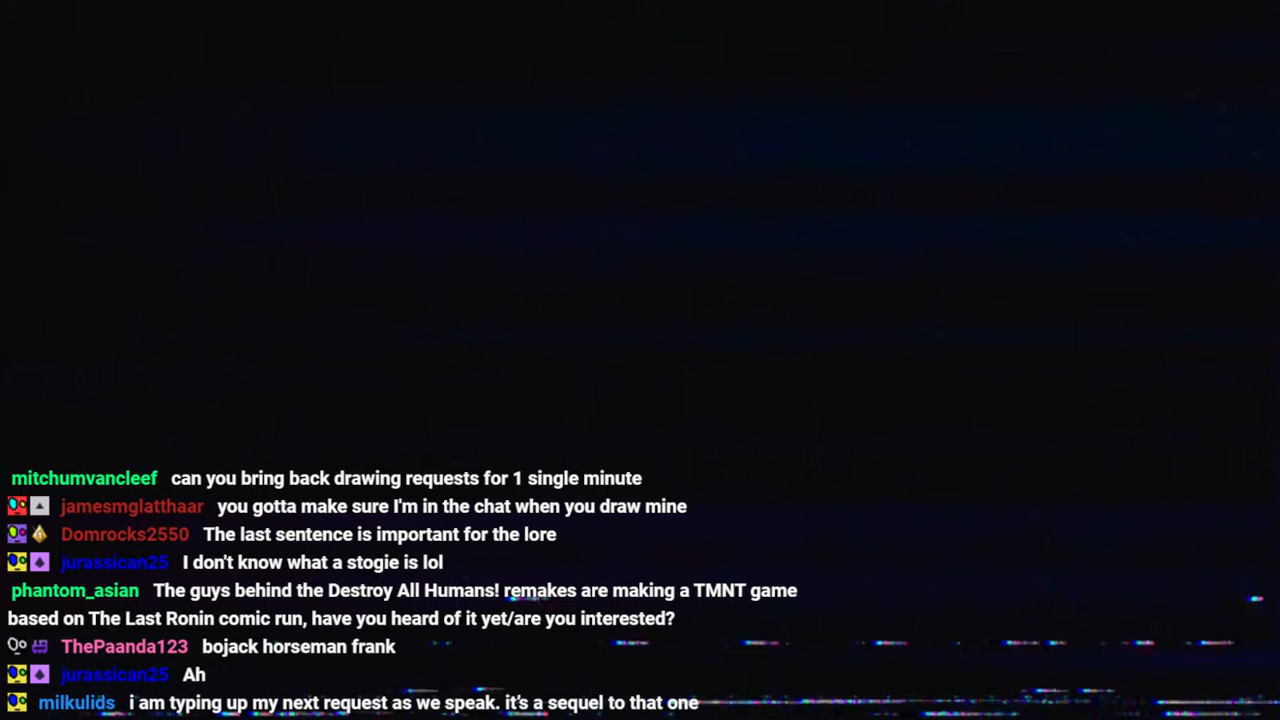 mitchumvancleef can you bring back drawing requests for 1 single minute
jamesmglatthaar you gotta make sure I'm in the chat when you draw mine
Domrocks2550 The last sentence is important for the lore
jurassican25 I don't know what a stogie is lol
phantom_asian The guys behind the Destroy All Humans! remakes are making a TMNT game
based on The Last Ronin comic run, have you heard of it yet/are you interested?
ThePaanda123 bojack horseman frank
jurassican25 Ah
milkulids i am typing up my next request as we speak. it's a sequel to that one